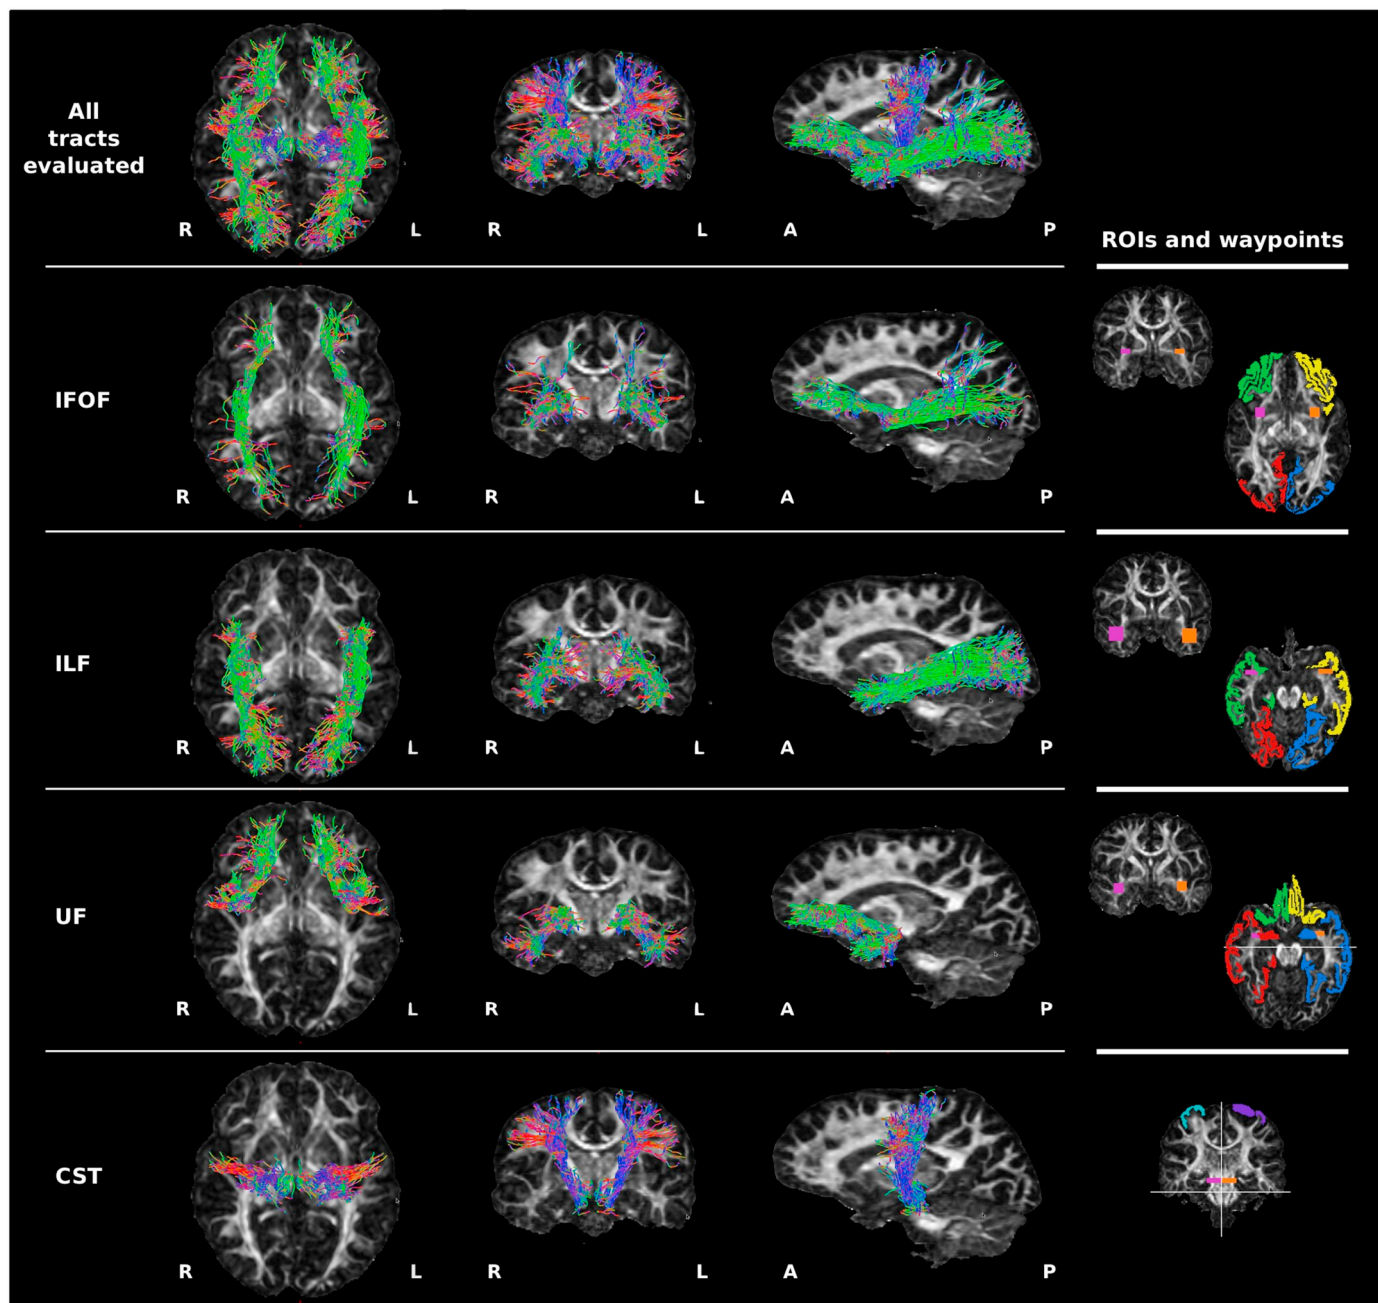 All
tracts
evaluated
R L R L A P
ROIs and waypoints
IFOF
R L R L A P
ILF
R L R L A P
UF
R L R L A P
CST
R L R L A P